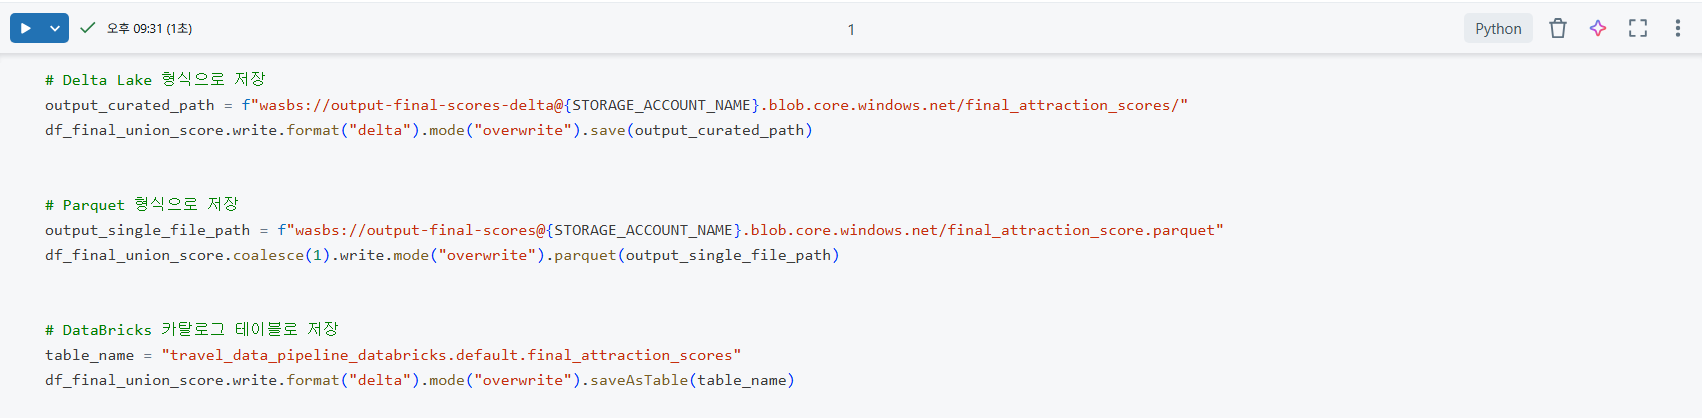 오후 09:31 (1초)
1
Python
# Delta Lake 형식으로 저장
output_curated_path = f"wasbs://output-final-scores-delta@{STORAGE_ACCOUNT_NAME}.blob.core.windows.net/final_attraction_scores/"
df_final_union_score.write.format("delta").mode("overwrite").save(output_curated_path)
# Parquet 형식으로 저장
output_single_file_path = f"wasbs://output-final-scores@{STORAGE_ACCOUNT_NAME}.blob.core.windows.net/final_attraction_score.parquet"
df_final_union_score.coalesce(1).write.mode("overwrite").parquet(output_single_file_path)
# DataBricks 카탈로그 테이블로 저장
table_name = "travel_data_pipeline_databricks.default.final_attraction_scores"
df_final_union_score.write.format("delta").mode("overwrite").saveAsTable(table_name)